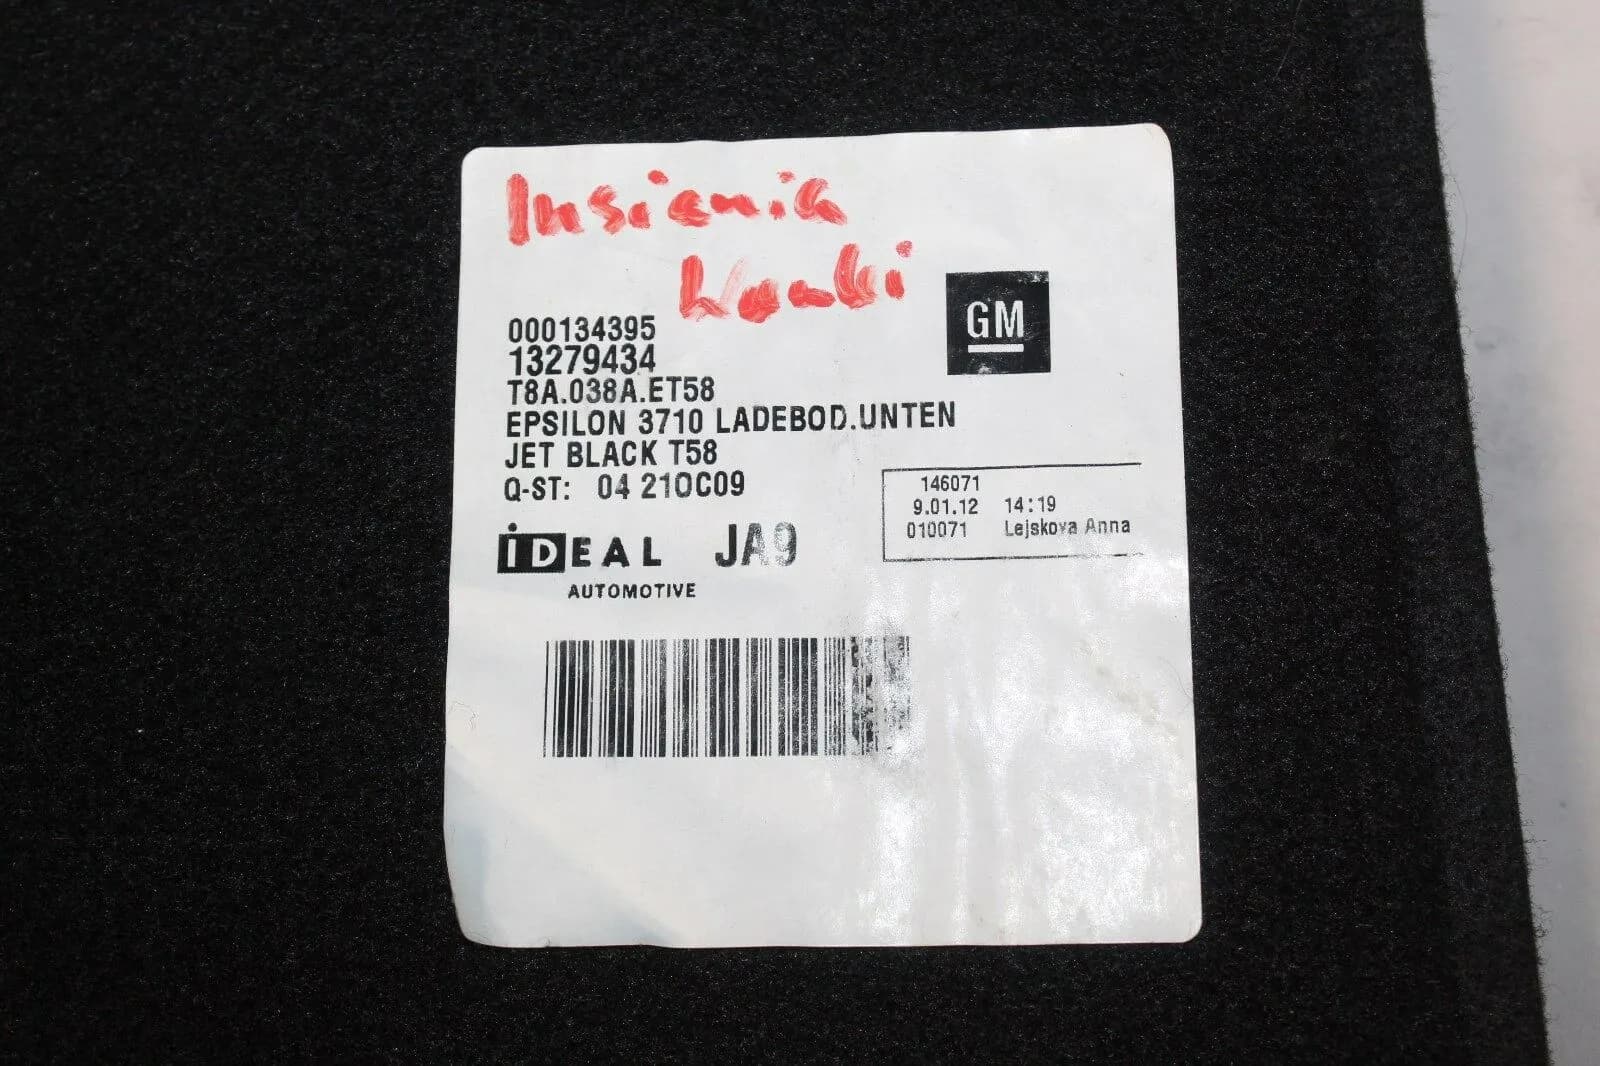 Insignia
Kombi
GM
000134395
13279434
T8A.038A.ET58
EPSILON 3710 LADEBOD.UNTEN
JET BLACK T58
Q-ST: 04 21OC09
146071
9.01.12 14:19
010071 Lejskova Anna
iDEAL JA9
AUTOMOTIVE